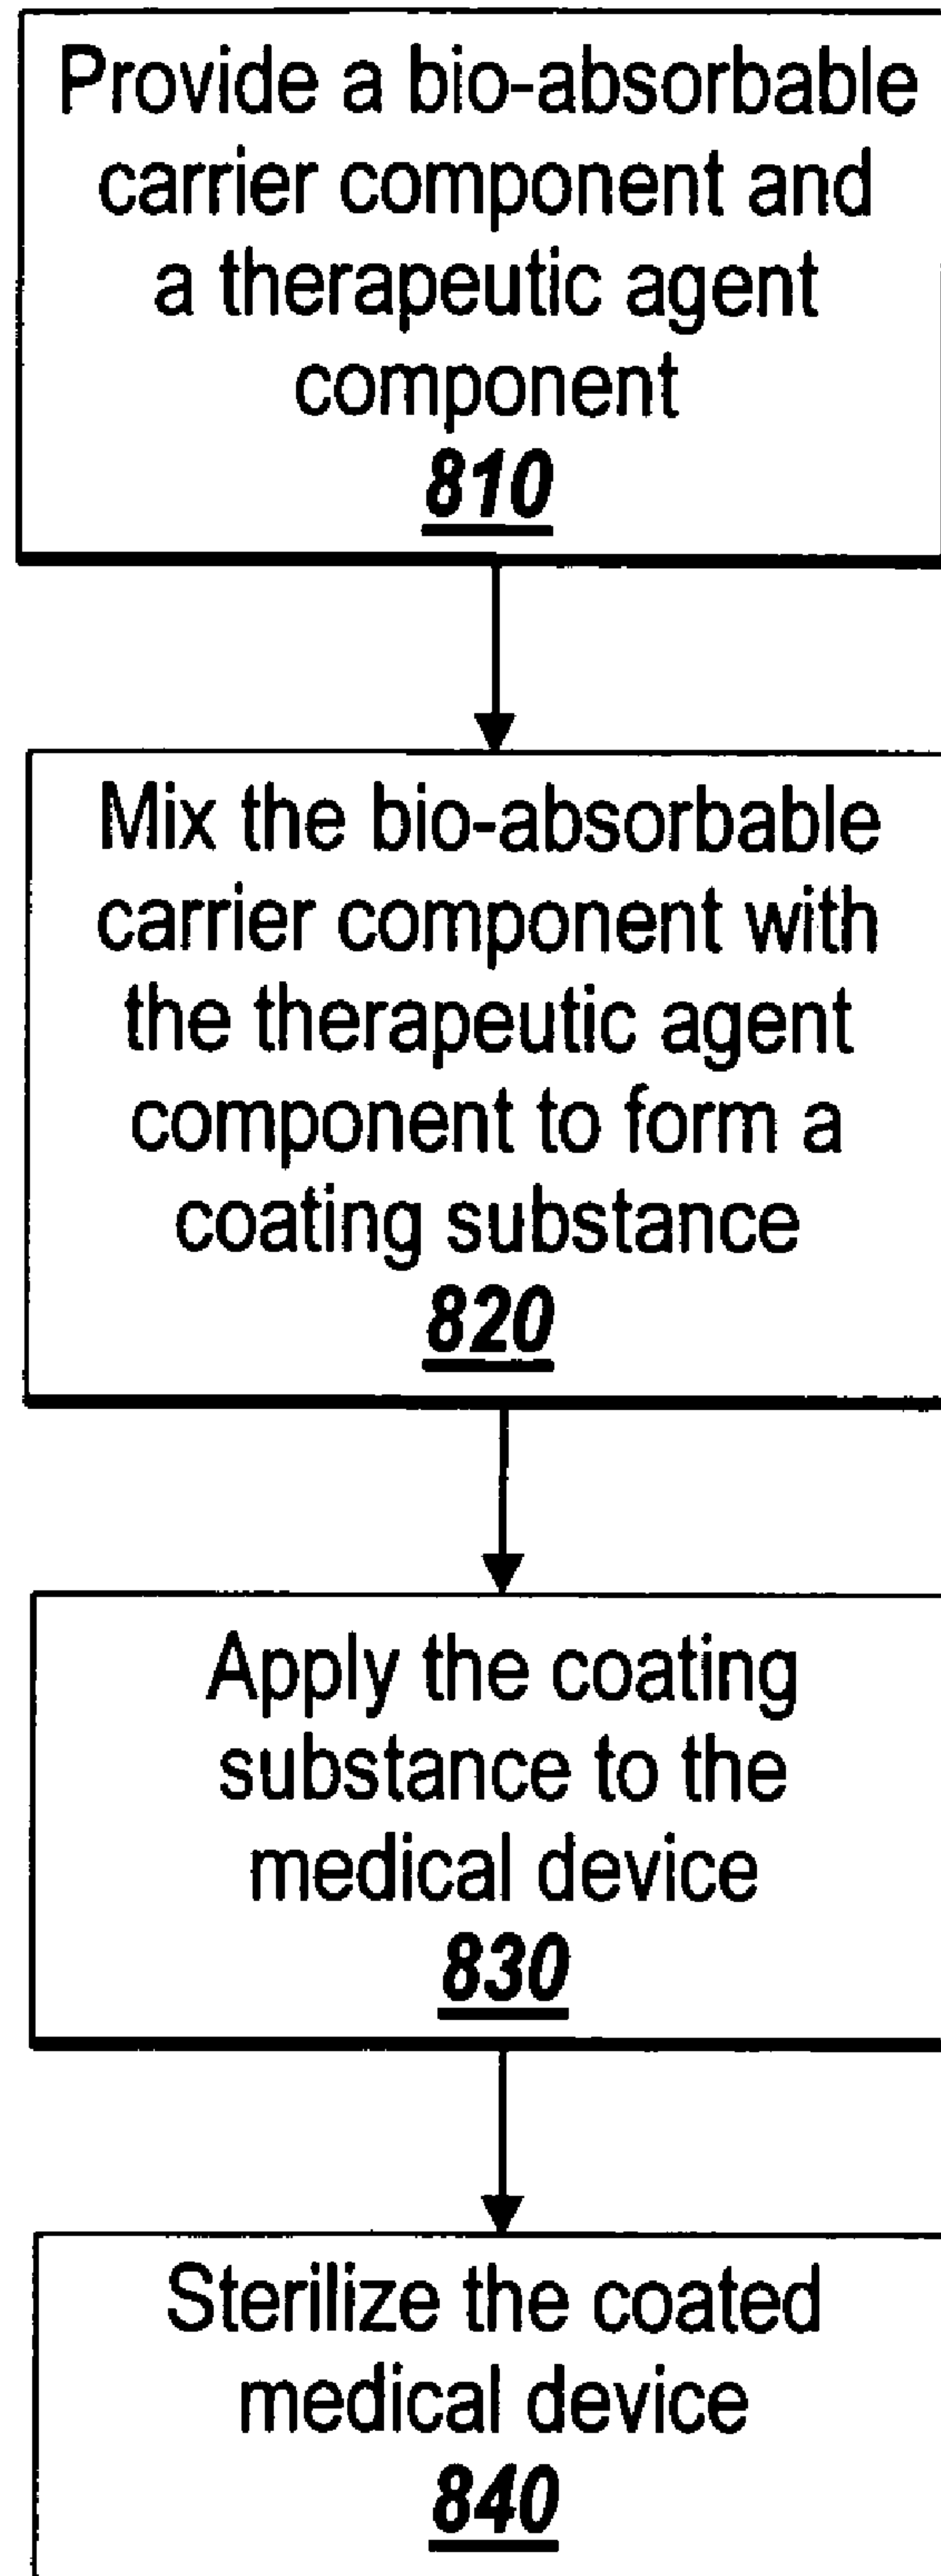 Provide a bio-absorbable
carrier component and
a therapeutic agent
component
810
Mix the bio-absorbable
carrier component with
the therapeutic agent
component to form a
coating substance
820
Apply the coating
substance to the
medical device
830
Sterilize the coated
medical device
840